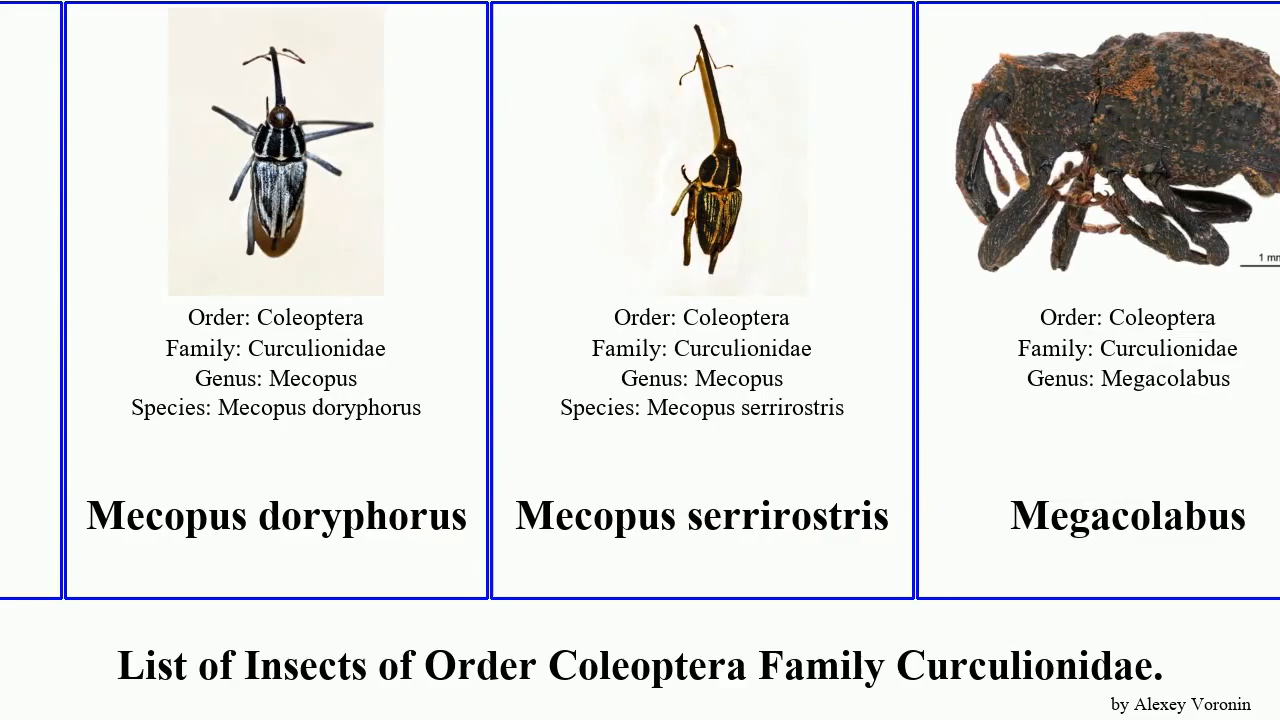 Order: Coleoptera
Family: Curculionidae
Genus: Mecopus
Species: Mecopus doryphorus
Mecopus doryphorus
Order: Coleoptera
Family: Curculionidae
Genus: Mecopus
Species: Mecopus serrirostris
Mecopus serrirostris
1 mm
Order: Coleoptera
Family: Curculionidae
Genus: Megacolabus
Megacolabus
List of Insects of Order Coleoptera Family Curculionidae.
by Alexey Voronin